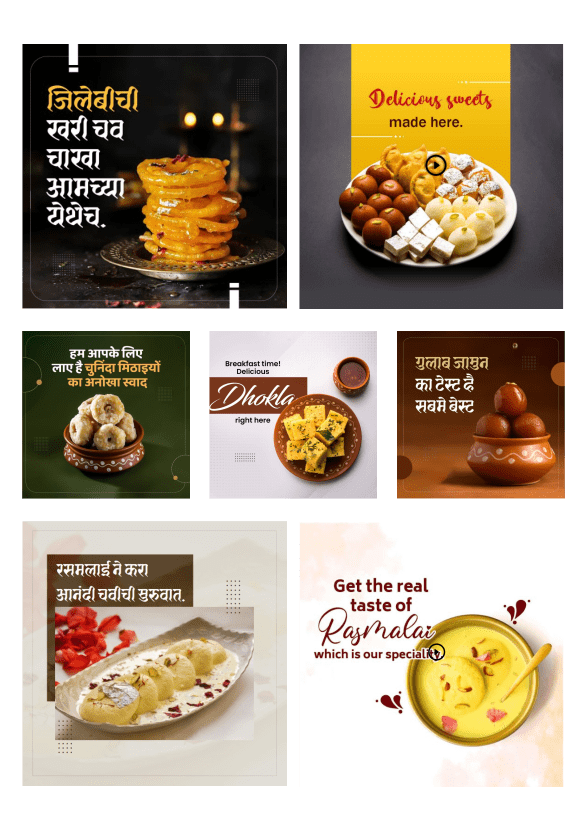 जिलेबीची
खरी चव
चाखा
आमच्या
येथेच.
Delicious sweets
made here.
हम आपके लिए
लाए है चुनिंदा मिठाइयों
का अनोखा स्वाद
Breakfast time!
Delicious
Dhokla
right here
गुलाब जामुन
का टेस्ट है
सबमे बेस्ट
रसमलाई ने करा
आनंदी चवीची सुरुवात.
Get the real
taste of
Rasmalai
which is our speciality